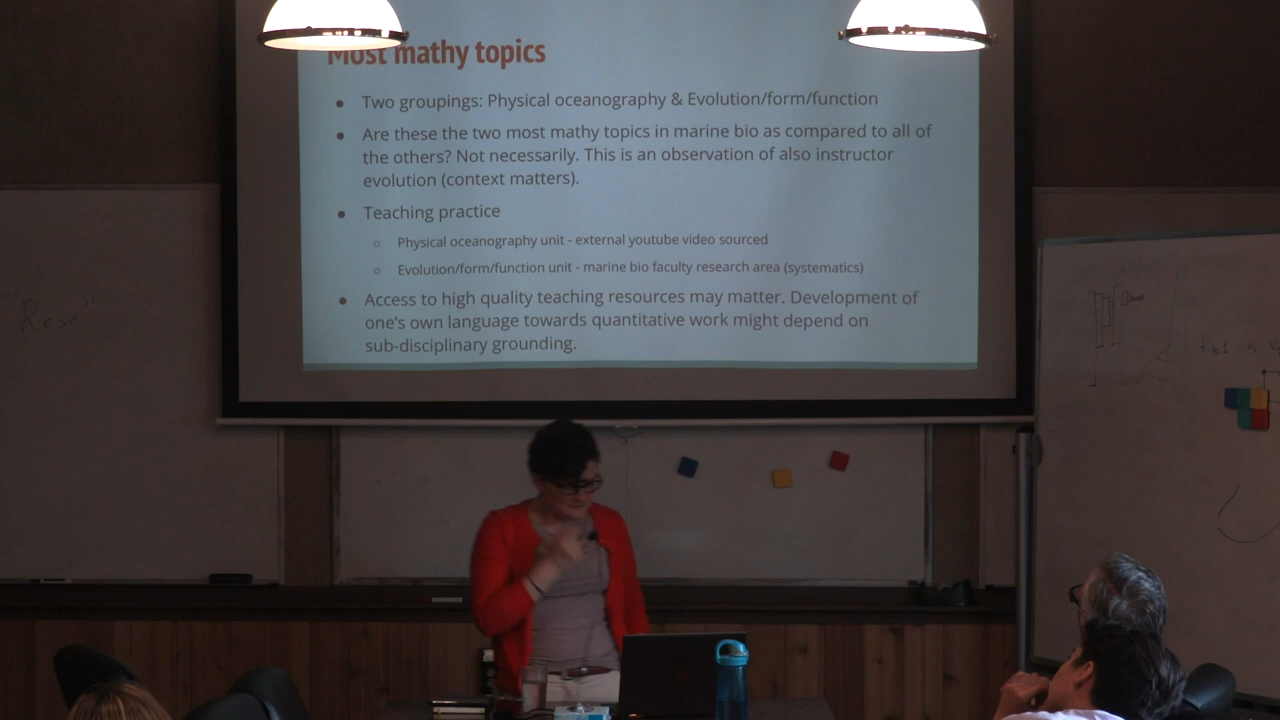 Most mathy topics
● Two groupings: Physical oceanography & Evolution/form/function
● Are these the two most mathy topics in marine bio as compared to all of
the others? Not necessarily. This is an observation of also instructor
evolution (context matters).
● Teaching practice
○ Physical oceanography unit - external youtube video sourced
○ Evolution/form/function unit - marine bio faculty research area (systematics)
● Access to high quality teaching resources may matter. Development of
one's own language towards quantitative work might depend on
sub-disciplinary grounding.
"Rest"